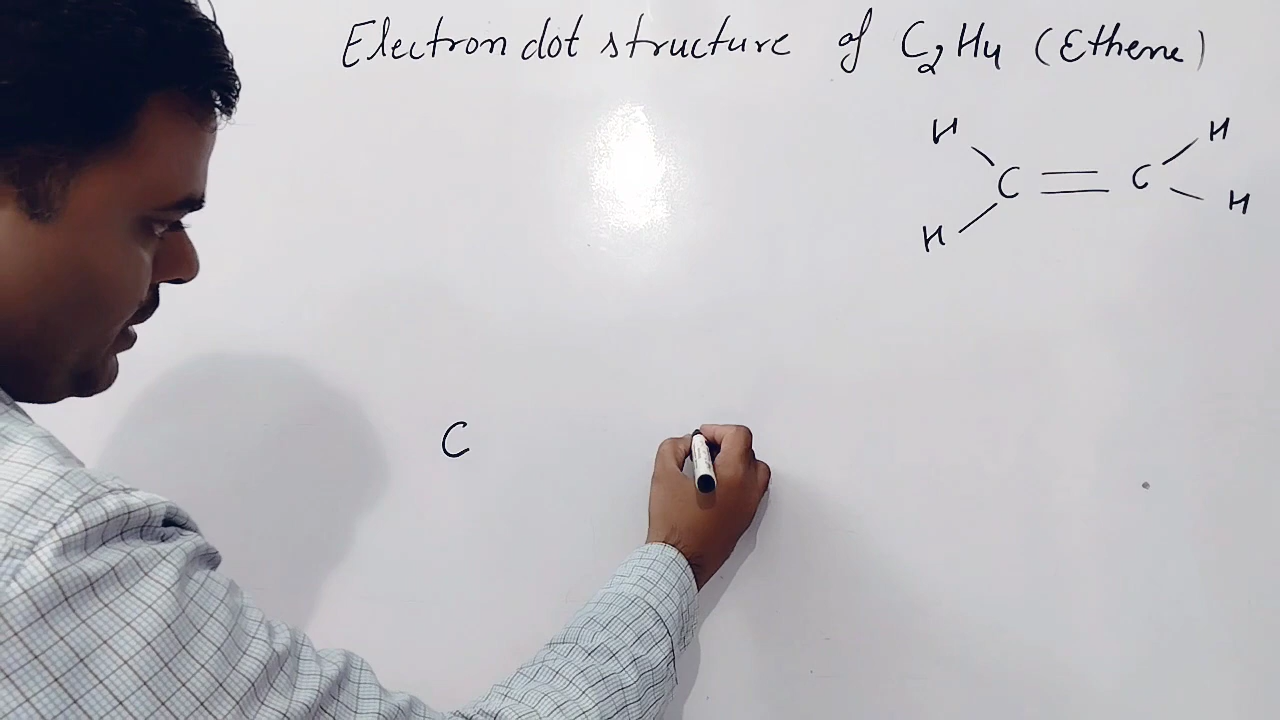 Electron dot structure of C₂H₄ (Ethene)
H H
C = C
H H
C